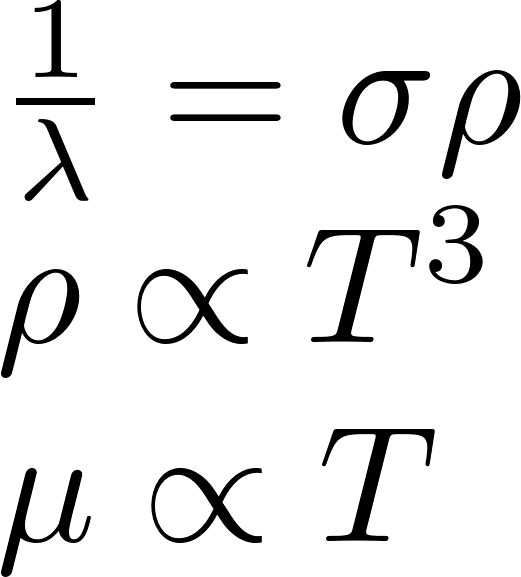 1/λ = σρ
ρ ∝ T³
μ ∝ T